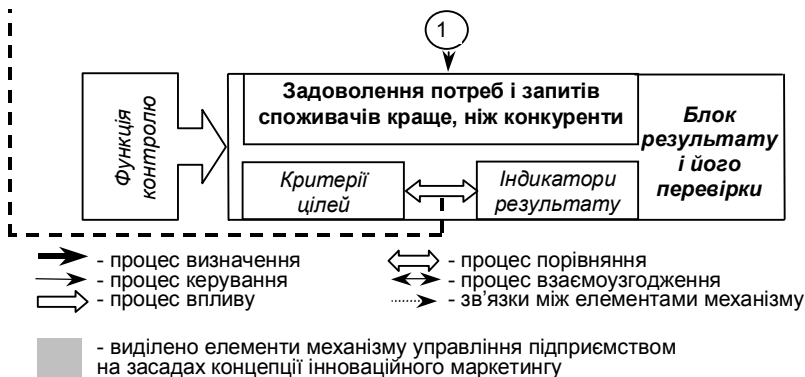 1
Функція
контролю
Задоволення потреб і запитів
споживачів краще, ніж конкуренти
Критерії
цілей
Індикатори
результату
Блок
результату
і його
перевірки
- процес визначення
- процес керування
- процес впливу
- процес порівняння
- процес взаємоузгодження
- зв'язки між елементами механізму
- виділено елементи механізму управління підприємством
на засадах концепції інноваційного маркетингу